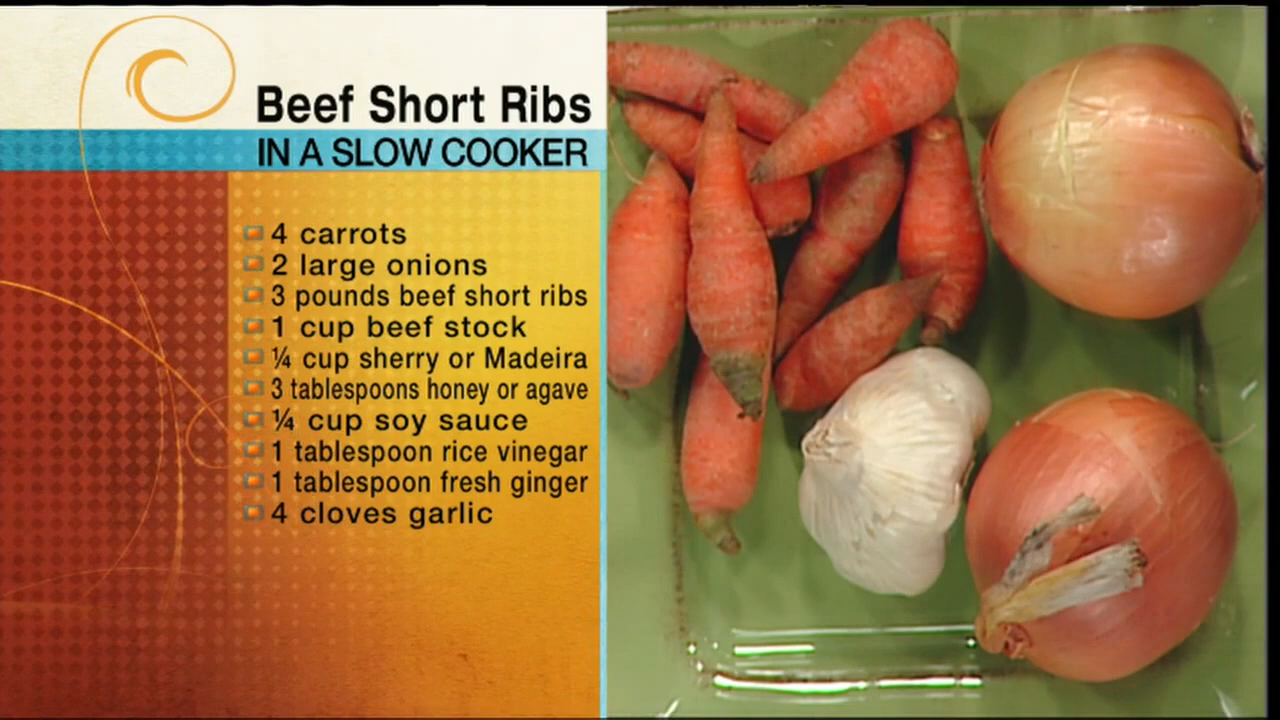 Beef Short Ribs
IN A SLOW COOKER
4 carrots
2 large onions
3 pounds beef short ribs
1 cup beef stock
¼ cup sherry or Madeira
3 tablespoons honey or agave
¼ cup soy sauce
1 tablespoon rice vinegar
1 tablespoon fresh ginger
4 cloves garlic